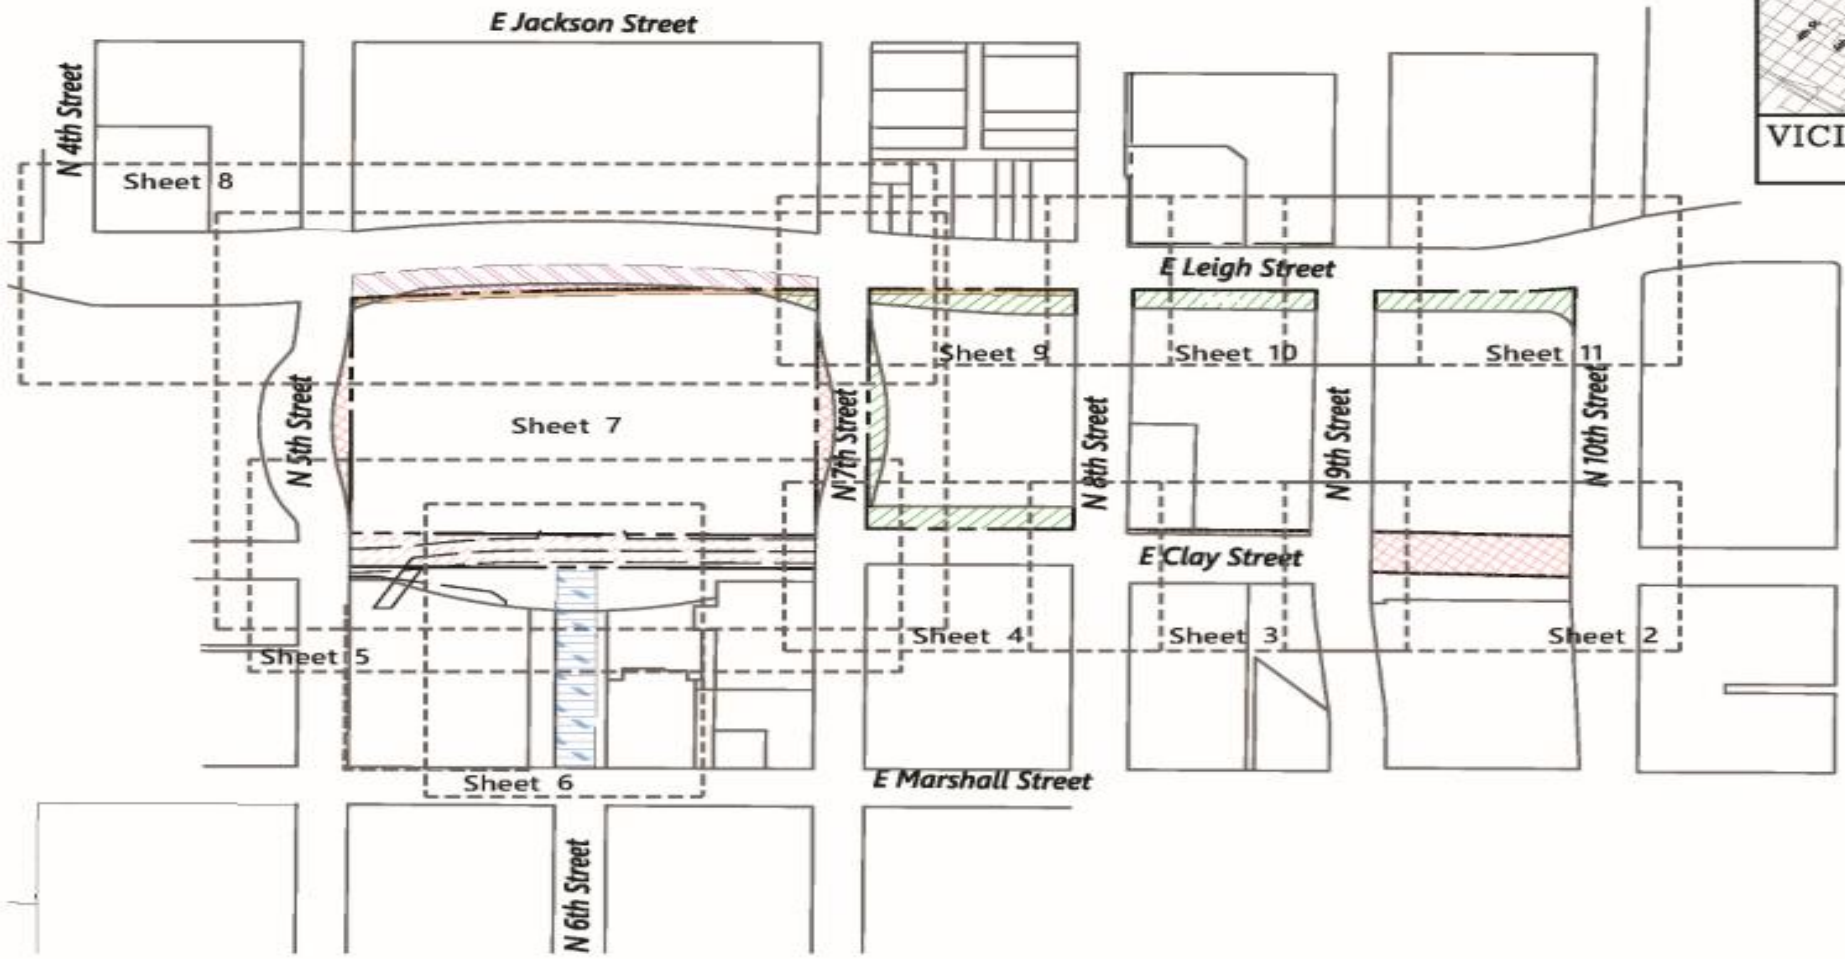 E Jackson Street
N 4th Street
VICI
Sheet 8
E Leigh Street
Sheet 9
Sheet 10
Sheet 11
N 5th Street
Sheet 7
N 7th Street
N 8th Street
N 9th Street
N 10th Street
E Clay Street
Sheet 5
Sheet 4
Sheet 3
Sheet 2
Sheet 6
E Marshall Street
N 6th Street